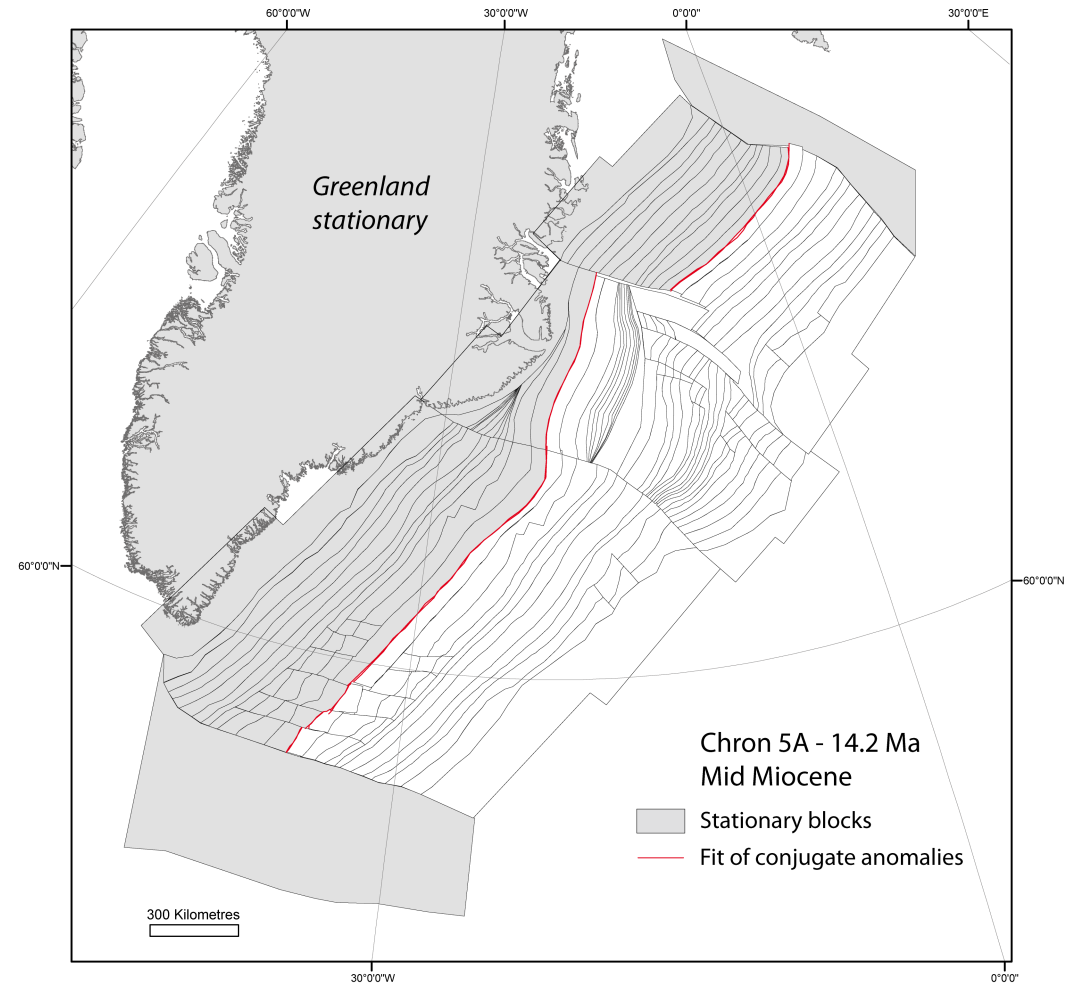 60°0'0"W
30°0'0"W
0°0'0"
30°0'0"E
Greenland
stationary
60°0'0"N
60°0'0"N
Chron 5A - 14.2 Ma
Mid Miocene
Stationary blocks
Fit of conjugate anomalies
300 Kilometres
30°0'0"W
0°0'0"